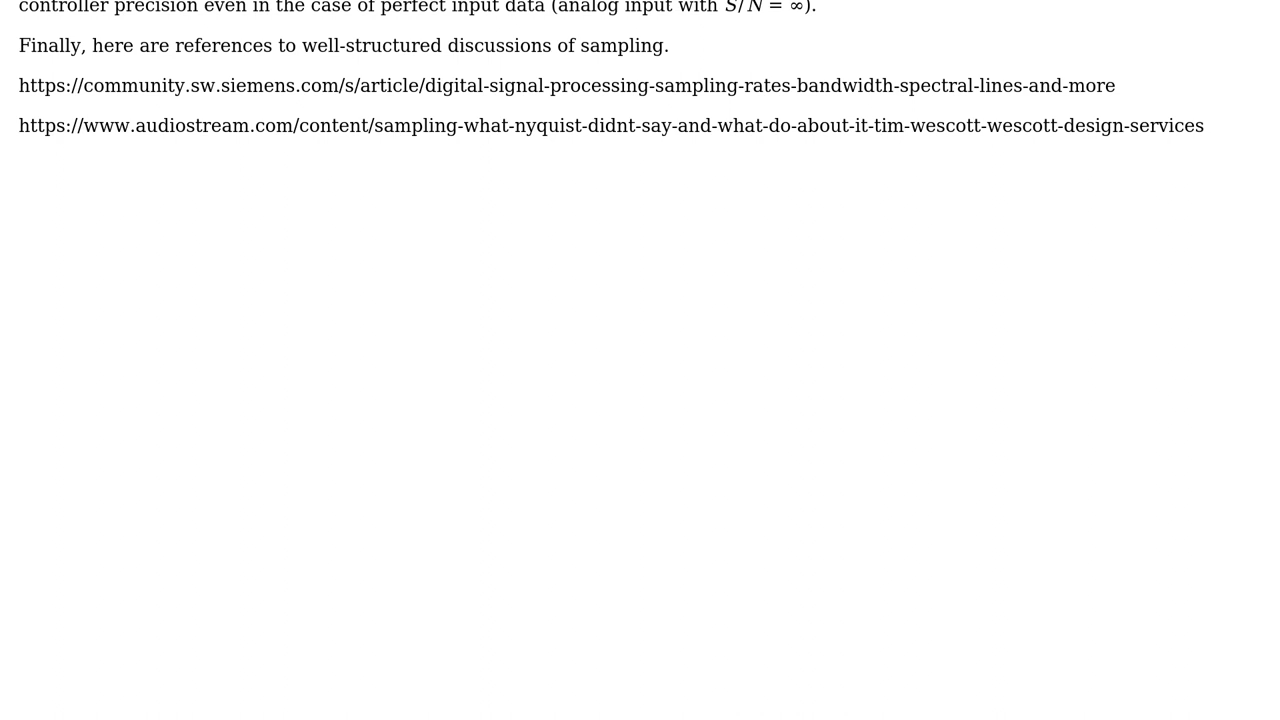 controller precision even in the case of perfect input data (analog input with S/N = ∞).
Finally, here are references to well-structured discussions of sampling.
https://community.sw.siemens.com/s/article/digital-signal-processing-sampling-rates-bandwidth-spectral-lines-and-more
https://www.audiostream.com/content/sampling-what-nyquist-didnt-say-and-what-do-about-it-tim-wescott-wescott-design-services